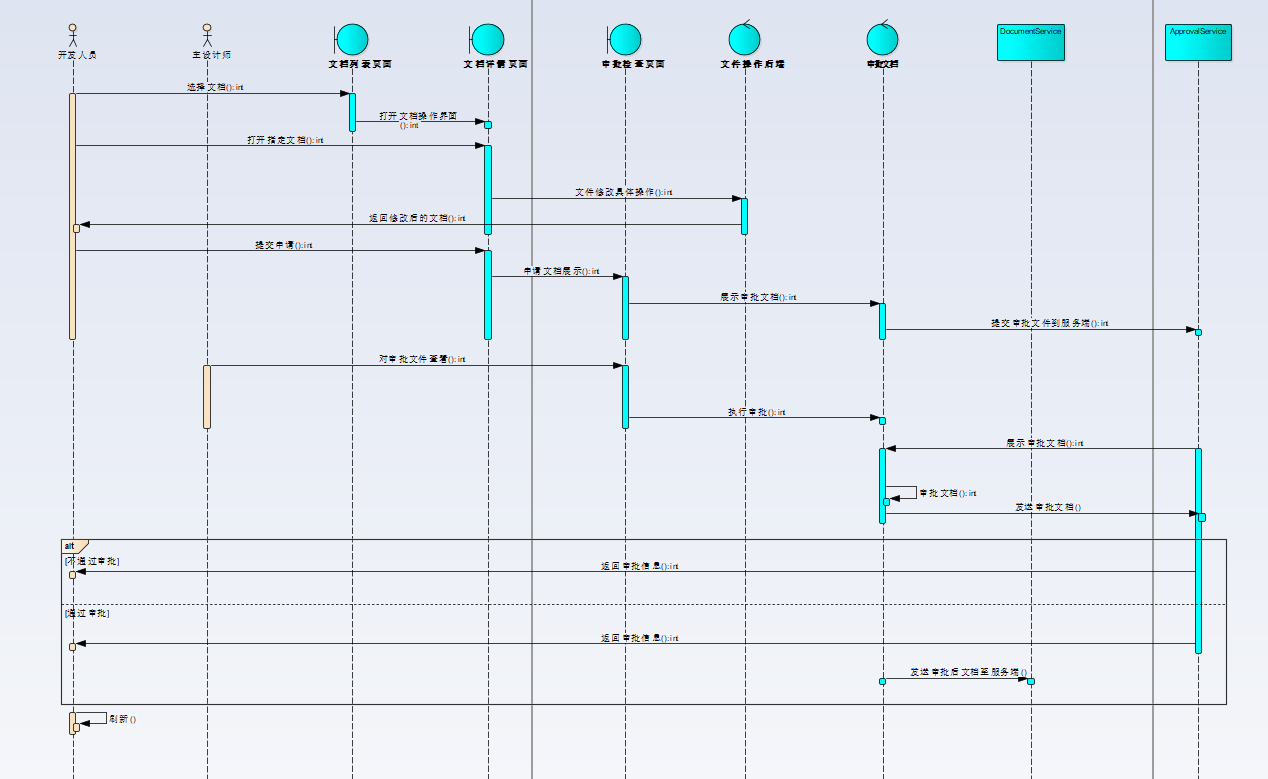 开发人员
主设计师
文档列表页面
文档详情页面
审批检查页面
文件操作后端
审批文档
DocumentService
ApprovalService
选择文档():int
打开文档操作界面
():int
打开指定文档():int
文件修改具体操作():int
返回修改后的文档():int
提交申请():int
申请文档展示():int
展示审批文档():int
提交审批文件到服务端():int
对审批文件查看():int
执行审批():int
展示审批文档():int
审批文档():int
发送审批文档()
alt
[不通过审批]
返回审批信息():int
[通过审批]
返回审批信息():int
发送审批后文档至服务端()
刷新()